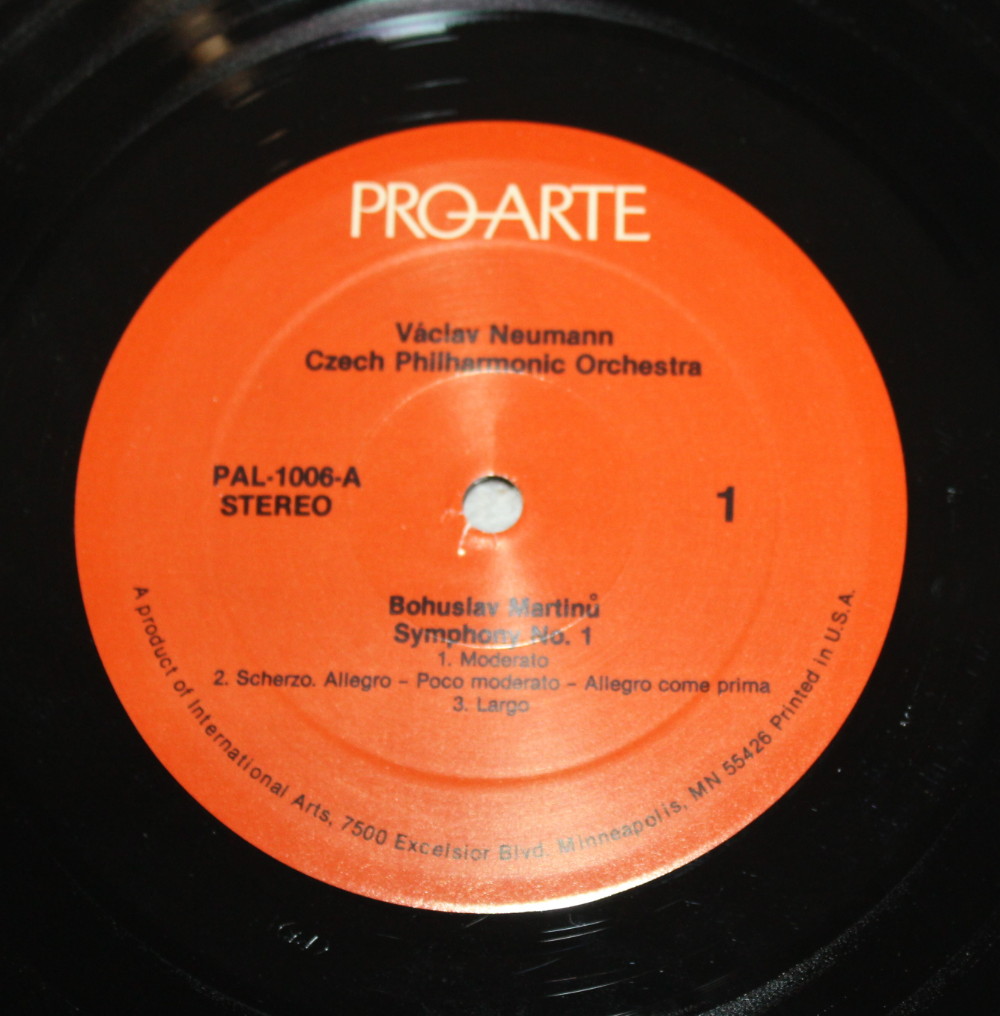 PRO-ARTE
Václav Neumann
Czech Philharmonic Orchestra
PAL-1006-A
STEREO
1
Bohuslav Martinů
Symphony No. 1
1. Moderato
2. Scherzo. Allegro – Poco moderato – Allegro come prima
3. Largo
A product of International Arts, 7500 Excelsior Blvd. Minneapolis, MN 55426 Printed in U.S.A.